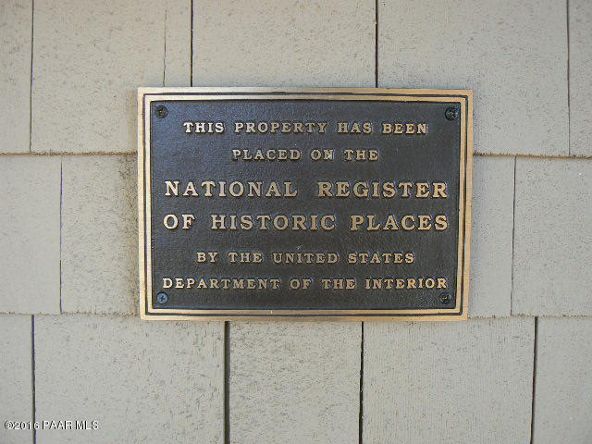 THIS PROPERTY HAS BEEN
PLACED ON THE
NATIONAL REGISTER
OF HISTORIC PLACES
BY THE UNITED STATES
DEPARTMENT OF THE INTERIOR
©2016 PAAR MLS